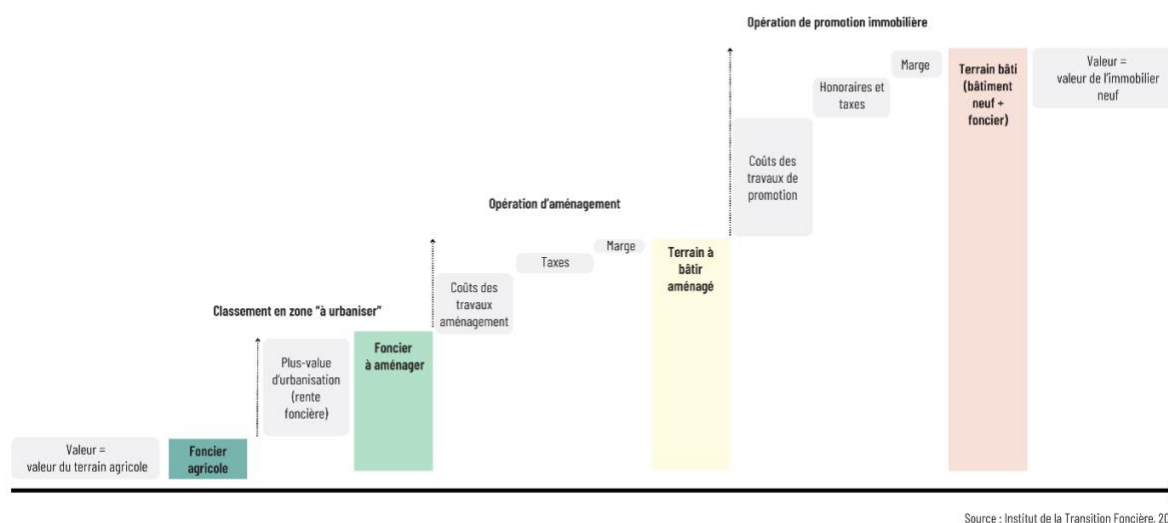 Opération de promotion immobilière
Marge
Terrain bâti
(bâtiment
neuf +
foncier)
Valeur =
valeur de l'immobilier
neuf
Honoraires et
taxes
Coûts des
travaux de
promotion
Opération d'aménagement
Marge
Terrain à
bâtir
aménagé
Taxes
Coûts des
travaux
aménagement
Classement en zone "à urbaniser"
Foncier
à aménager
Plus-value
d'urbanisation
(rente
foncière)
Valeur =
valeur du terrain agricole
Foncier
agricole
Source : Institut de la Transition Foncière,